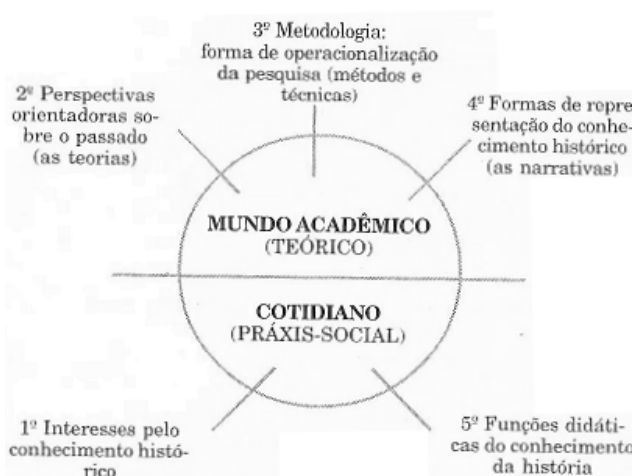 3º Metodologia:
forma de operacionalização
da pesquisa (métodos e
técnicas)
2º Perspectivas
orientadoras so-
bre o passado
(as teorias)
4º Formas de repre
sentação do conhe-
cimento histórico
(as narrativas)
MUNDO ACADÊMICO
(TEÓRICO)
COTIDIANO
(PRÁXIS-SOCIAL)
1º Interesses pelo
conhecimento histó-
rico
5º Funções didáti-
cas do conhecimento
da história